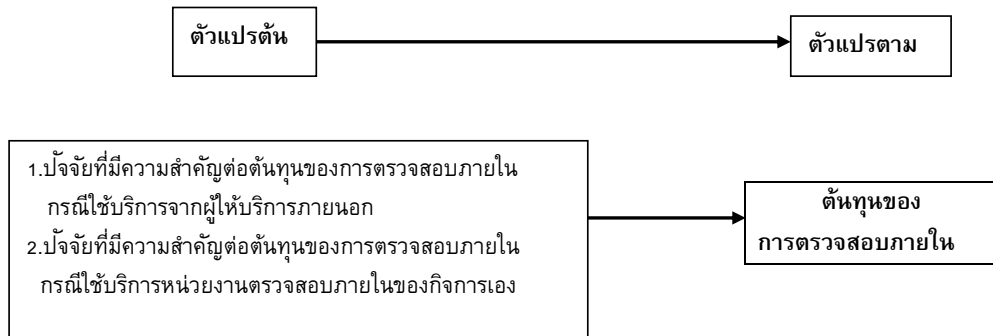 ตัวแปรต้น
ตัวแปรตาม
1.ปัจจัยที่มีความสำคัญต่อต้นทุนของการตรวจสอบภายใน
กรณีใช้บริการจากผู้ให้บริการภายนอก
2.ปัจจัยที่มีความสำคัญต่อต้นทุนของการตรวจสอบภายใน
กรณีใช้บริการหน่วยงานตรวจสอบภายในของกิจการเอง
ต้นทุนของ
การตรวจสอบภายใน